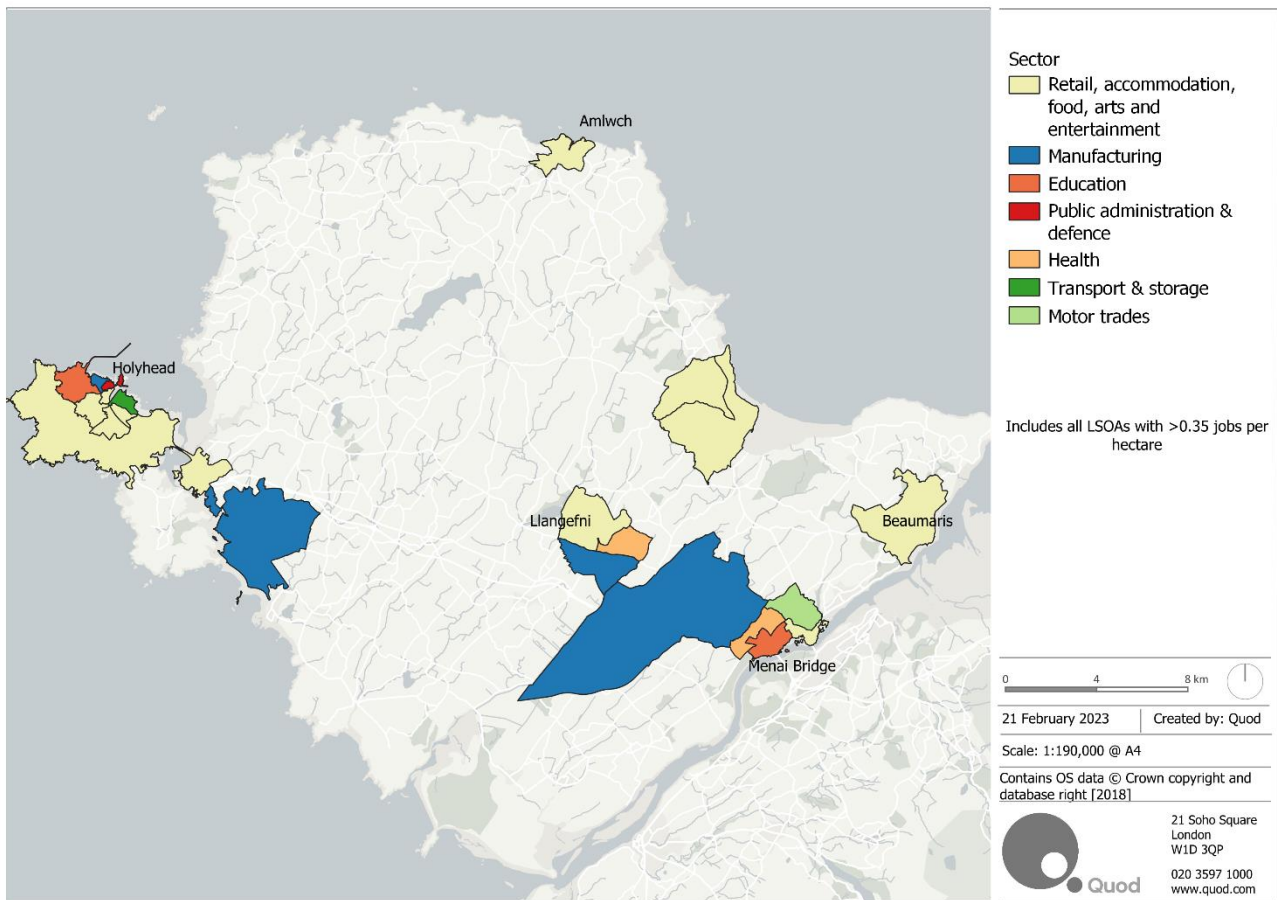 Amlwch
Holyhead
Llangefni
Beaumaris
Menai Bridge
Sector
Retail, accommodation,
food, arts and
entertainment
Manufacturing
Education
Public administration &
defence
Health
Transport & storage
Motor trades
Includes all LSOAs with >0.35 jobs per
hectare
0 4 8 km
21 February 2023 Created by: Quod
Scale: 1:190,000 @ A4
Contains OS data © Crown copyright and
database right [2018]
Quod
21 Soho Square
London
W1D 3QP
020 3597 1000
www.quod.com